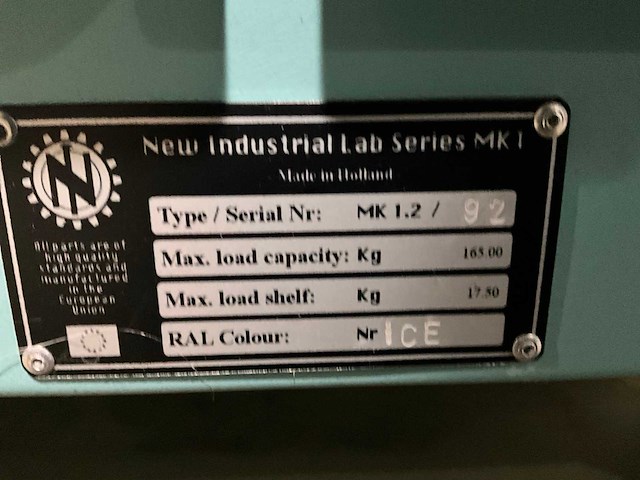 New Industrial Lab Series MK1
Made in Holland
Type / Serial Nr: MK 1.2 / 92
Max. load capacity: Kg 165.00
Max. load shelf: Kg 17.50
RAL Colour: Nr ICE
N
All parts are of
high quality
standards and
manufactured
of the
European
Union